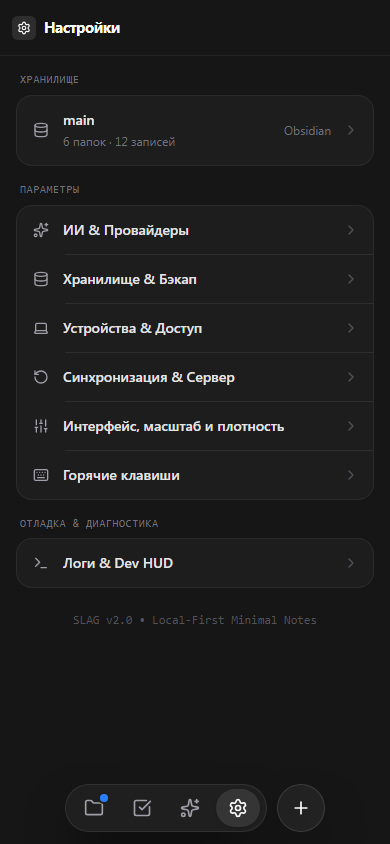 Настройки
ХРАНИЛИЩЕ
main
6 папок · 12 записей
Obsidian
ПАРАМЕТРЫ
ИИ & Провайдеры
Хранилище & Бэкап
Устройства & Доступ
Синхронизация & Сервер
Интерфейс, масштаб и плотность
Горячие клавиши
ОТЛАДКА & ДИАГНОСТИКА
Логи & Dev HUD
SLAG v2.0 • Local-First Minimal Notes